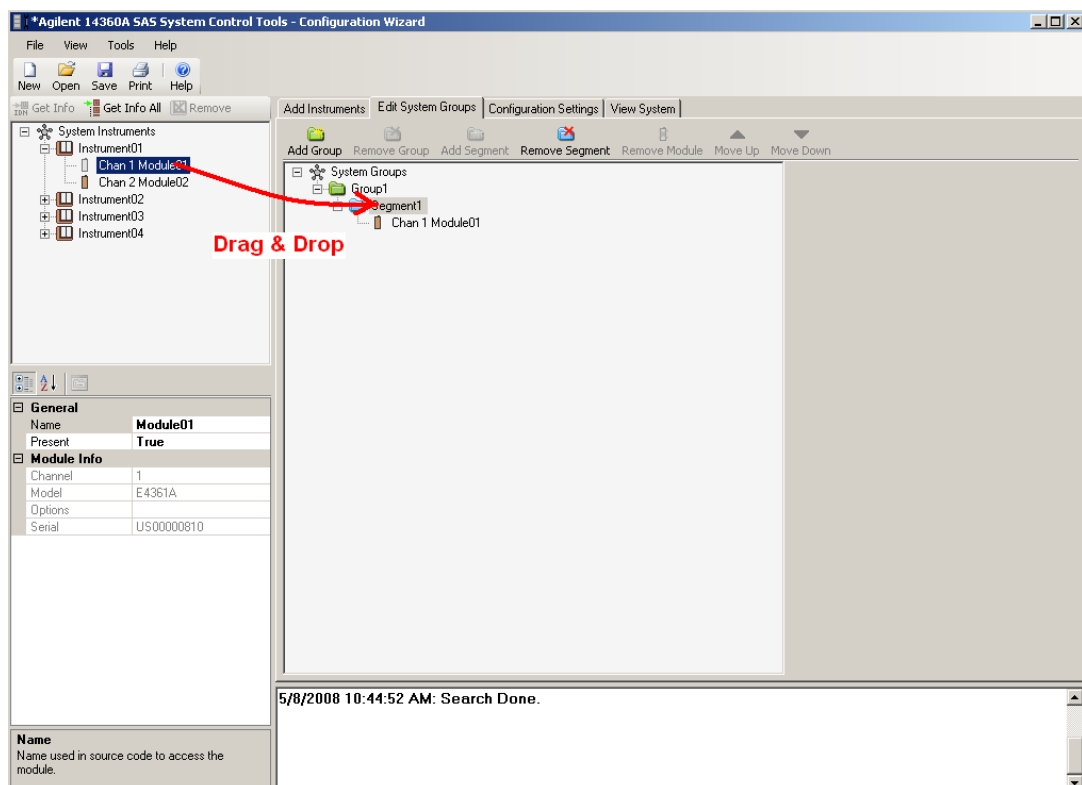 *Agilent 14360A SAS System Control Tools - Configuration Wizard
File View Tools Help
New Open Save Print Help
Get Info Get Info All Remove
System Instruments
Instrument01
Chan 1 Module01
Chan 2 Module02
Instrument02
Instrument03
Instrument04
Add Instruments Edit System Groups Configuration Settings View System
Add Group Remove Group Add Segment Remove Segment Remove Module Move Up Move Down
System Groups
Group1
Segment1
Chan 1 Module01
Drag & Drop
General
Name Module01
Present True
Module Info
Channel 1
Model E4361A
Options
Serial US00000810
Name
Name used in source code to access the
module.
5/8/2008 10:44:52 AM: Search Done.